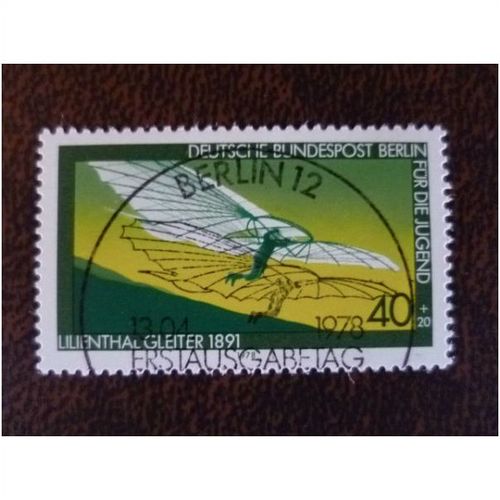 DEUTSCHE BUNDESPOST BERLIN
FÜR DIE JUGEND
BERLIN 12
40 +20
13.04. 1978
LILIENTHAL GLEITER 1891
ERSTAUSGABETAG